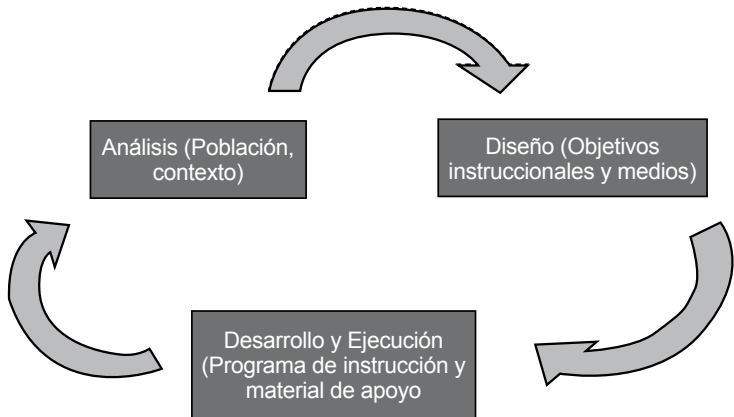 Análisis (Población,
contexto)
Diseño (Objetivos
instruccionales y medios)
Desarrollo y Ejecución
(Programa de instrucción y
material de apoyo